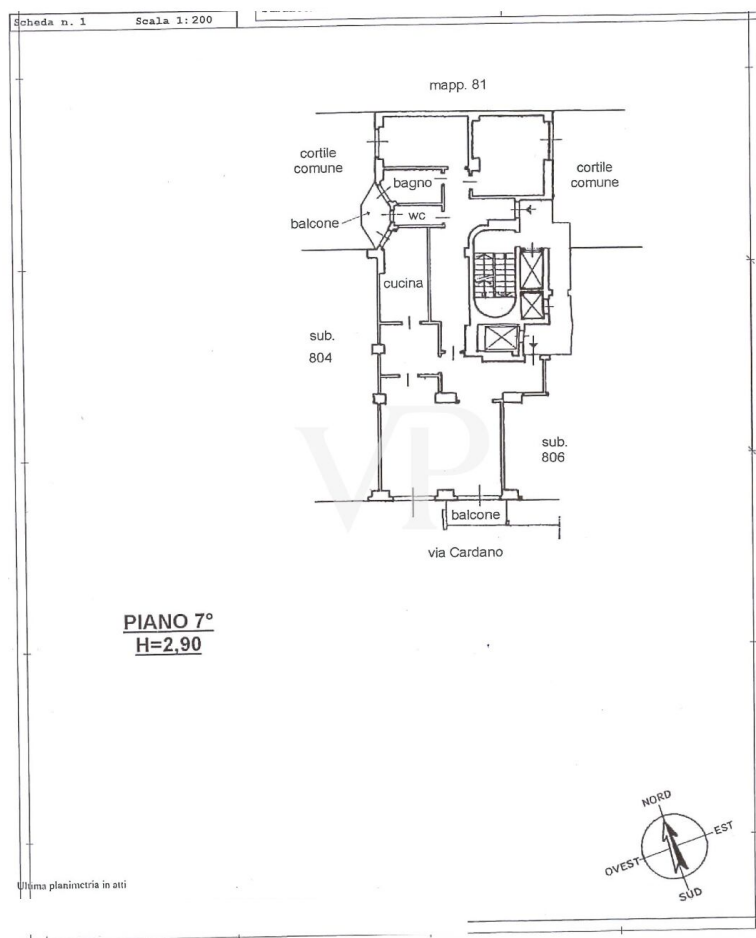 Scheda n. 1 Scala 1:200
mapp. 81
cortile
comune
cortile
comune
bagno
balcone
wc
cucina
sub.
804
sub.
806
VP
balcone
via Cardano
PIANO 7°
H=2,90
NORD
EST
OVEST
SUD
Ultima planimetria in atti